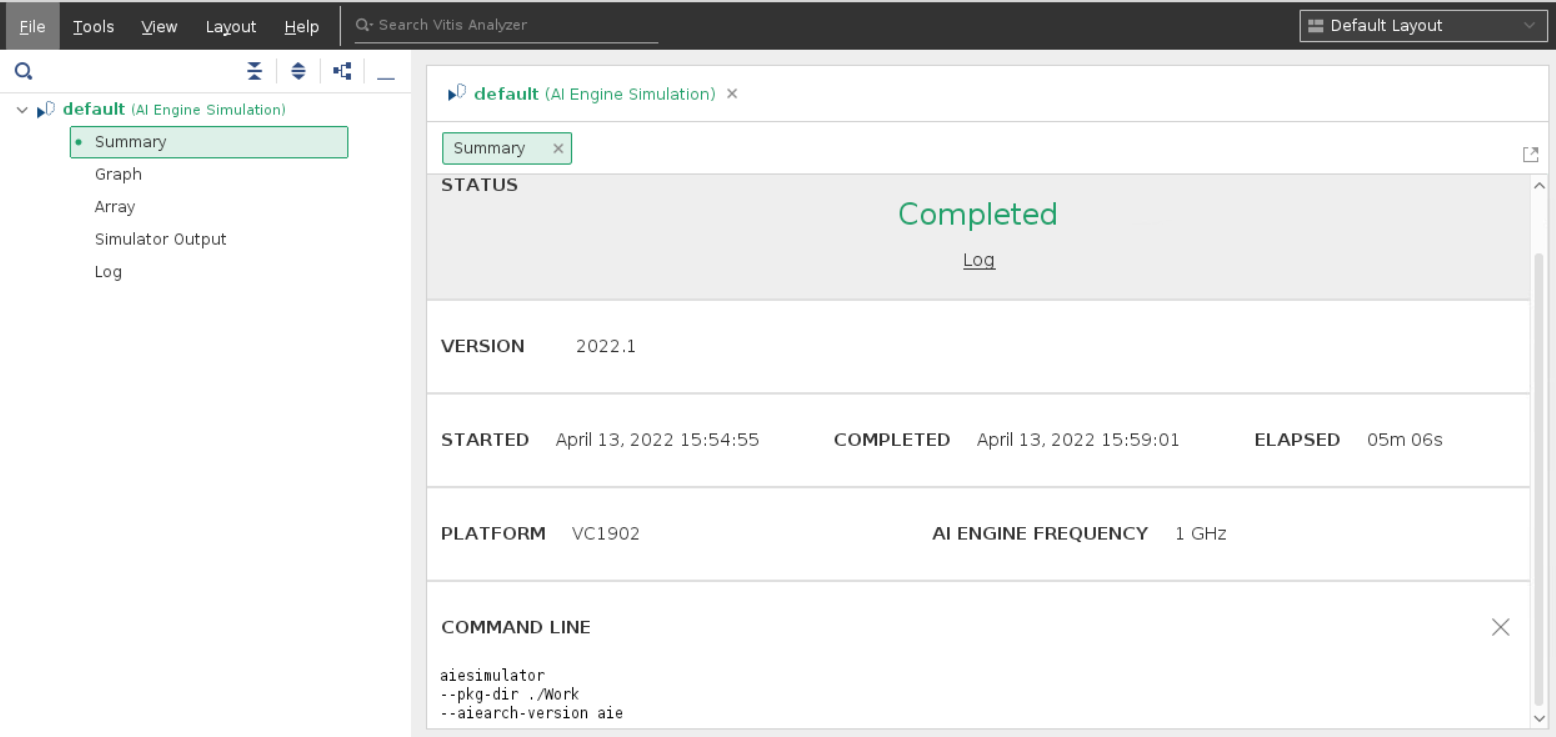 File Tools View Layout Help Search Vitis Analyzer Default Layout
default (AI Engine Simulation)
Summary
Graph
Array
Simulator Output
Log
default (AI Engine Simulation)
Summary
STATUS
Completed
Log
VERSION 2022.1
STARTED April 13, 2022 15:54:55 COMPLETED April 13, 2022 15:59:01 ELAPSED 05m 06s
PLATFORM VC1902 AI ENGINE FREQUENCY 1 GHz
COMMAND LINE
aiesimulator
--pkg-dir ./Work
--aiearch-version aie